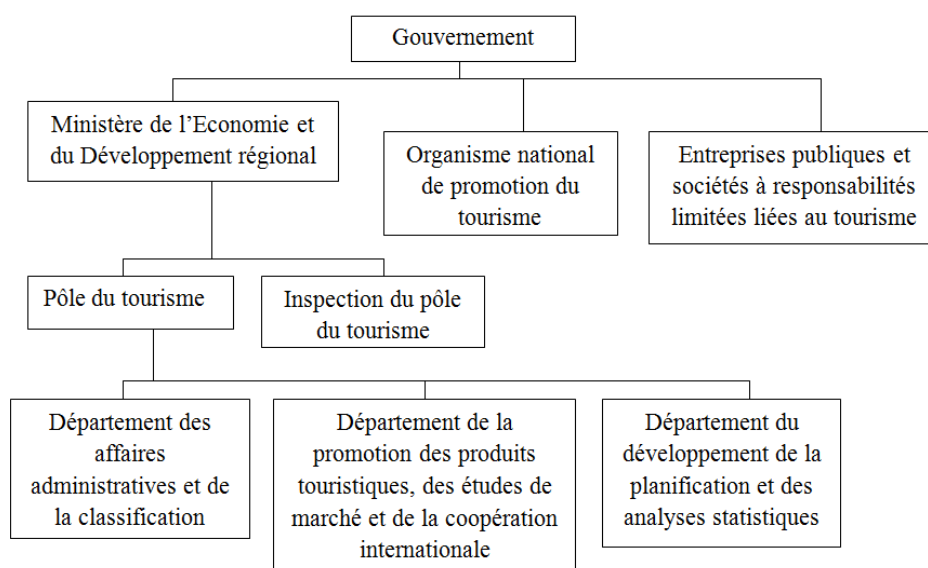 Gouvernement
Ministère de l’Economie et
du Développement régional
Organisme national
de promotion du
tourisme
Entreprises publiques et
sociétés à responsabilités
limitées liées au tourisme
Pôle du tourisme
Inspection du pôle
du tourisme
Département des
affaires
administratives et de
la classification
Département de la
promotion des produits
touristiques, des études de
marché et de la coopération
internationale
Département du
développement de la
planification et des
analyses statistiques